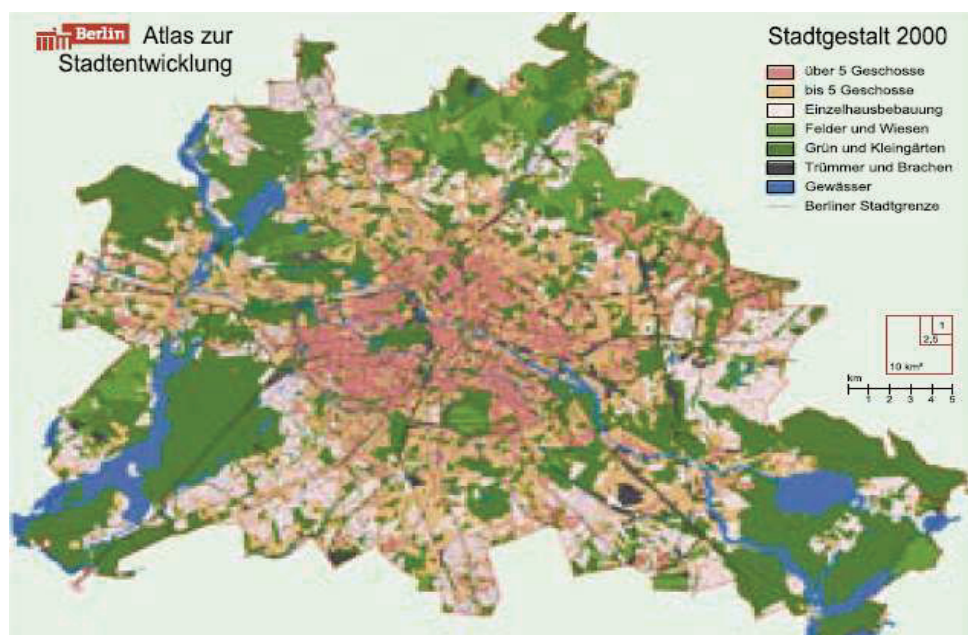 Berlin Atlas zur
Stadtentwicklung
Stadtgestalt 2000
über 5 Geschosse
bis 5 Geschosse
Einzelhausbebauung
Felder und Wiesen
Grün und Kleingärten
Trümmer und Brachen
Gewässer
Berliner Stadtgrenze
1
2,5
10 km²
km
1 2 3 4 5